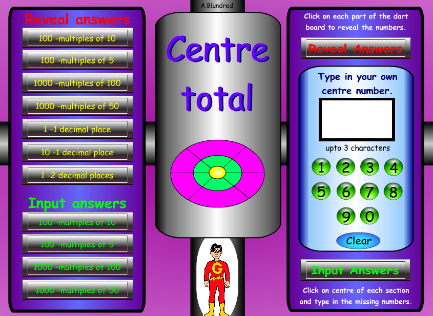 Reveal answers
100 -multiples of 10
100 -multiples of 5
1000 -multiples of 100
1000 -multiples of 50
1 -1 decimal place
10 -1 decimal place
1 -2 decimal places
Input answers
100 -multiples of 10
100 -multiples of 5
1000 -multiples of 100
1000 -multiples of 50
A.Blundred
Centre
total
G
Click on each part of the dart
board to reveal the numbers.
Reveal Answers
Type in your own
centre number.
upto 3 characters
1 2 3 4
5 6 7 8
9 0
Clear
Input Answers
Click on centre of each section
and type in the missing numbers.